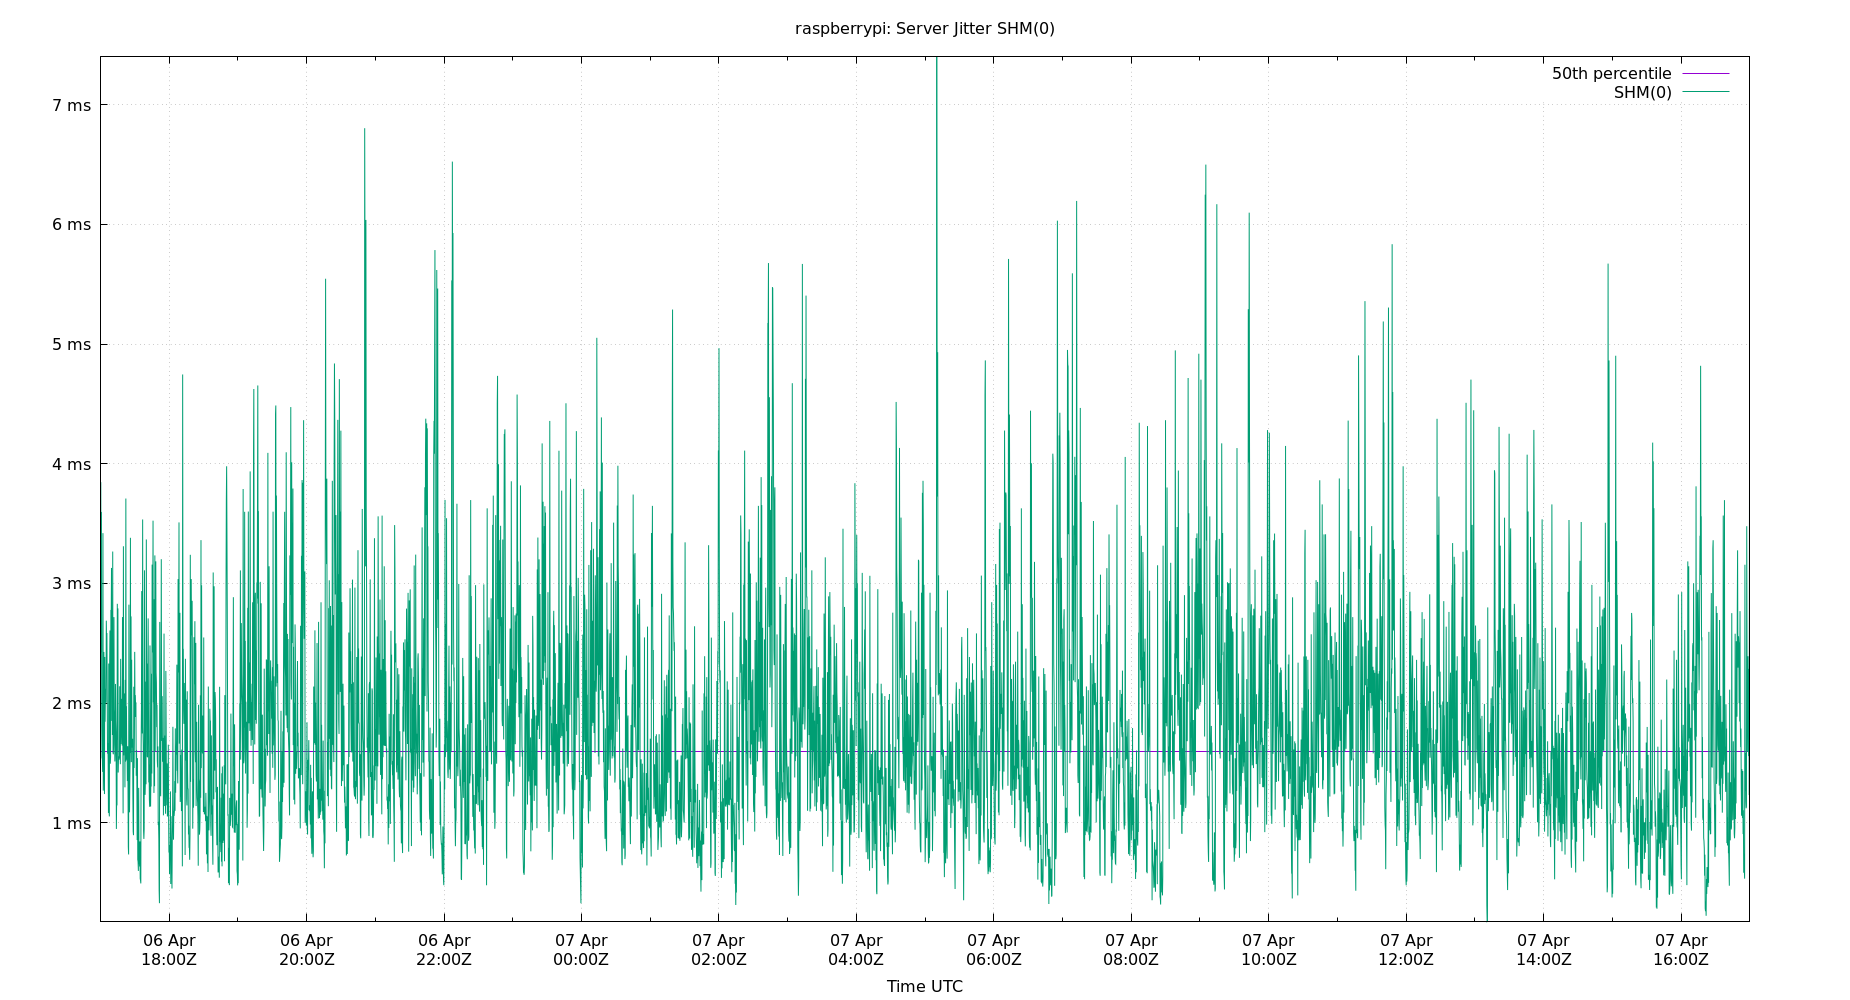 raspberrypi: Server Jitter SHM(0)
50th percentile
SHM(0)
7 ms
6 ms
5 ms
4 ms
3 ms
2 ms
1 ms
06 Apr 06 Apr 06 Apr 07 Apr 07 Apr 07 Apr 07 Apr 07 Apr 07 Apr 07 Apr 07 Apr 07 Apr
18:00Z 20:00Z 22:00Z 00:00Z 02:00Z 04:00Z 06:00Z 08:00Z 10:00Z 12:00Z 14:00Z 16:00Z
Time UTC